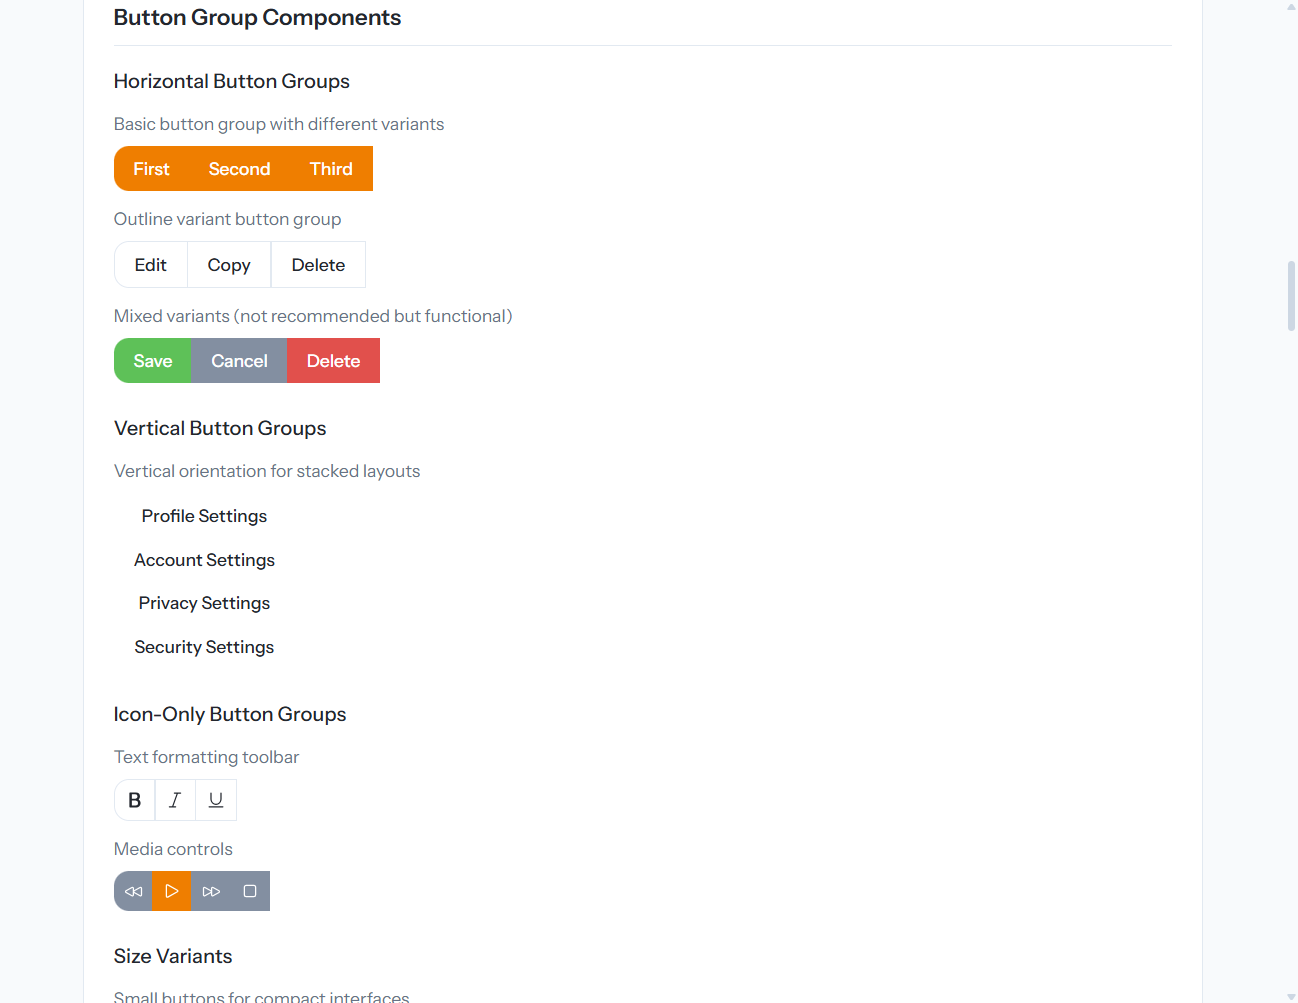 Button Group Components
Horizontal Button Groups
Basic button group with different variants
First Second Third
Outline variant button group
Edit Copy Delete
Mixed variants (not recommended but functional)
Save Cancel Delete
Vertical Button Groups
Vertical orientation for stacked layouts
Profile Settings
Account Settings
Privacy Settings
Security Settings
Icon-Only Button Groups
Text formatting toolbar
B I U
Media controls
Size Variants
Small buttons for compact interfaces